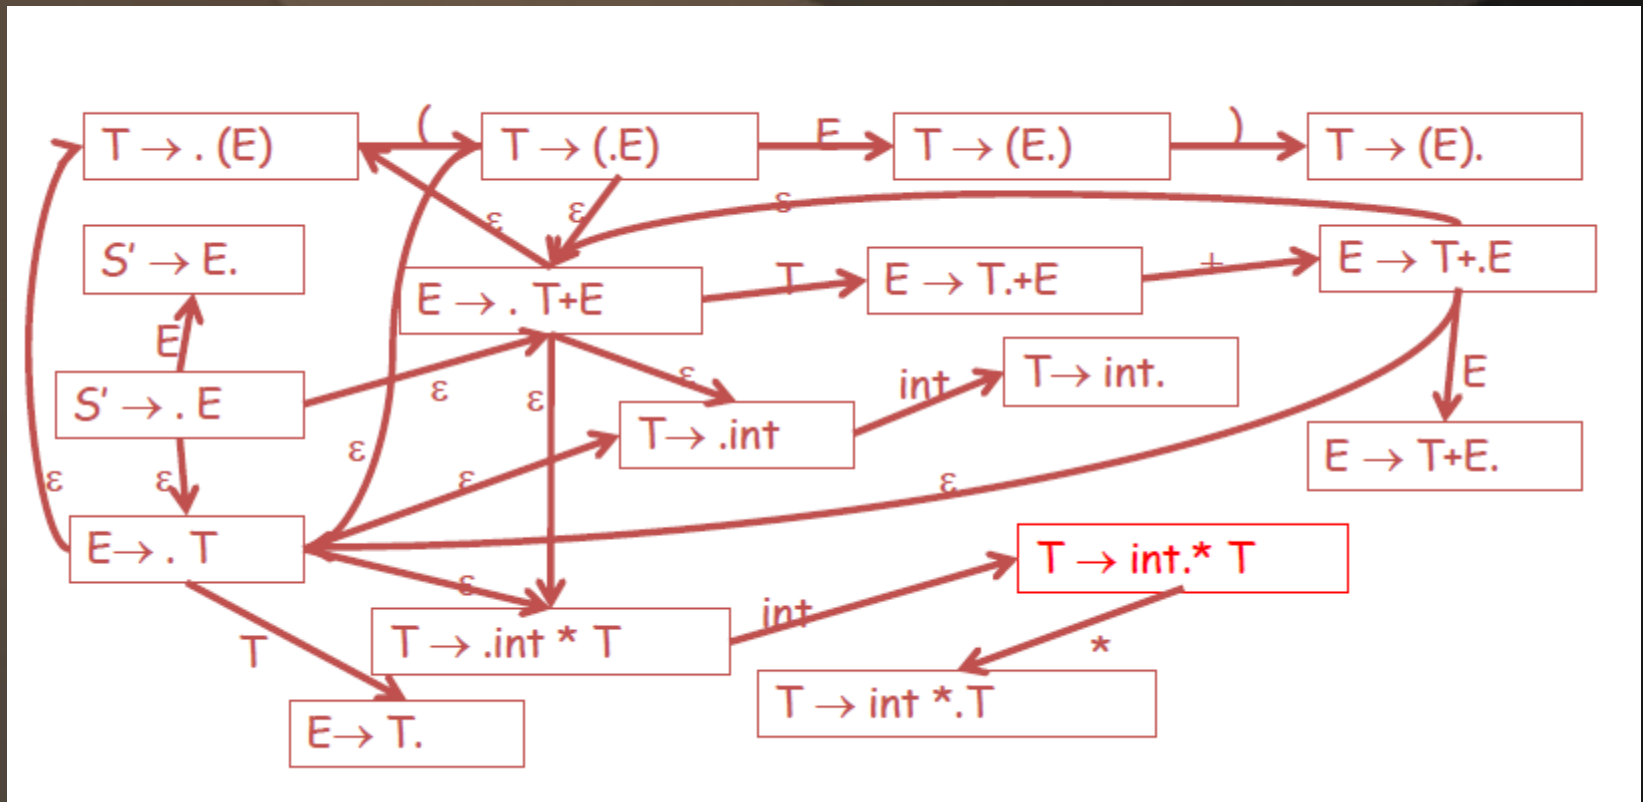 (
E
)
T → . (E)
T → (.E)
T → (E.)
T → (E).
ε
ε
ε
S' → E.
E → . T+E
T
E → T.+E
+
E → T+.E
E
S' → . E
ε
ε
ε
T→ .int
int
T→ int.
E
E → T+E.
ε
ε
ε
ε
ε
E→ . T
ε
T → .int * T
int
T → int.* T
*
T
E→ T.
T → int *.T